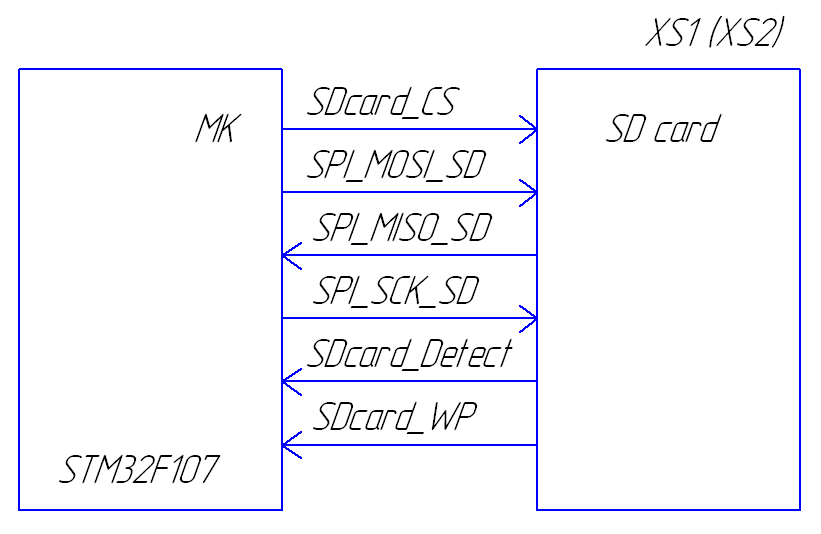 XS1 (XS2)
MK
SDcard_CS
SD card
SPI_MOSI_SD
SPI_MISO_SD
SPI_SCK_SD
SDcard_Detect
SDcard_WP
STM32F107